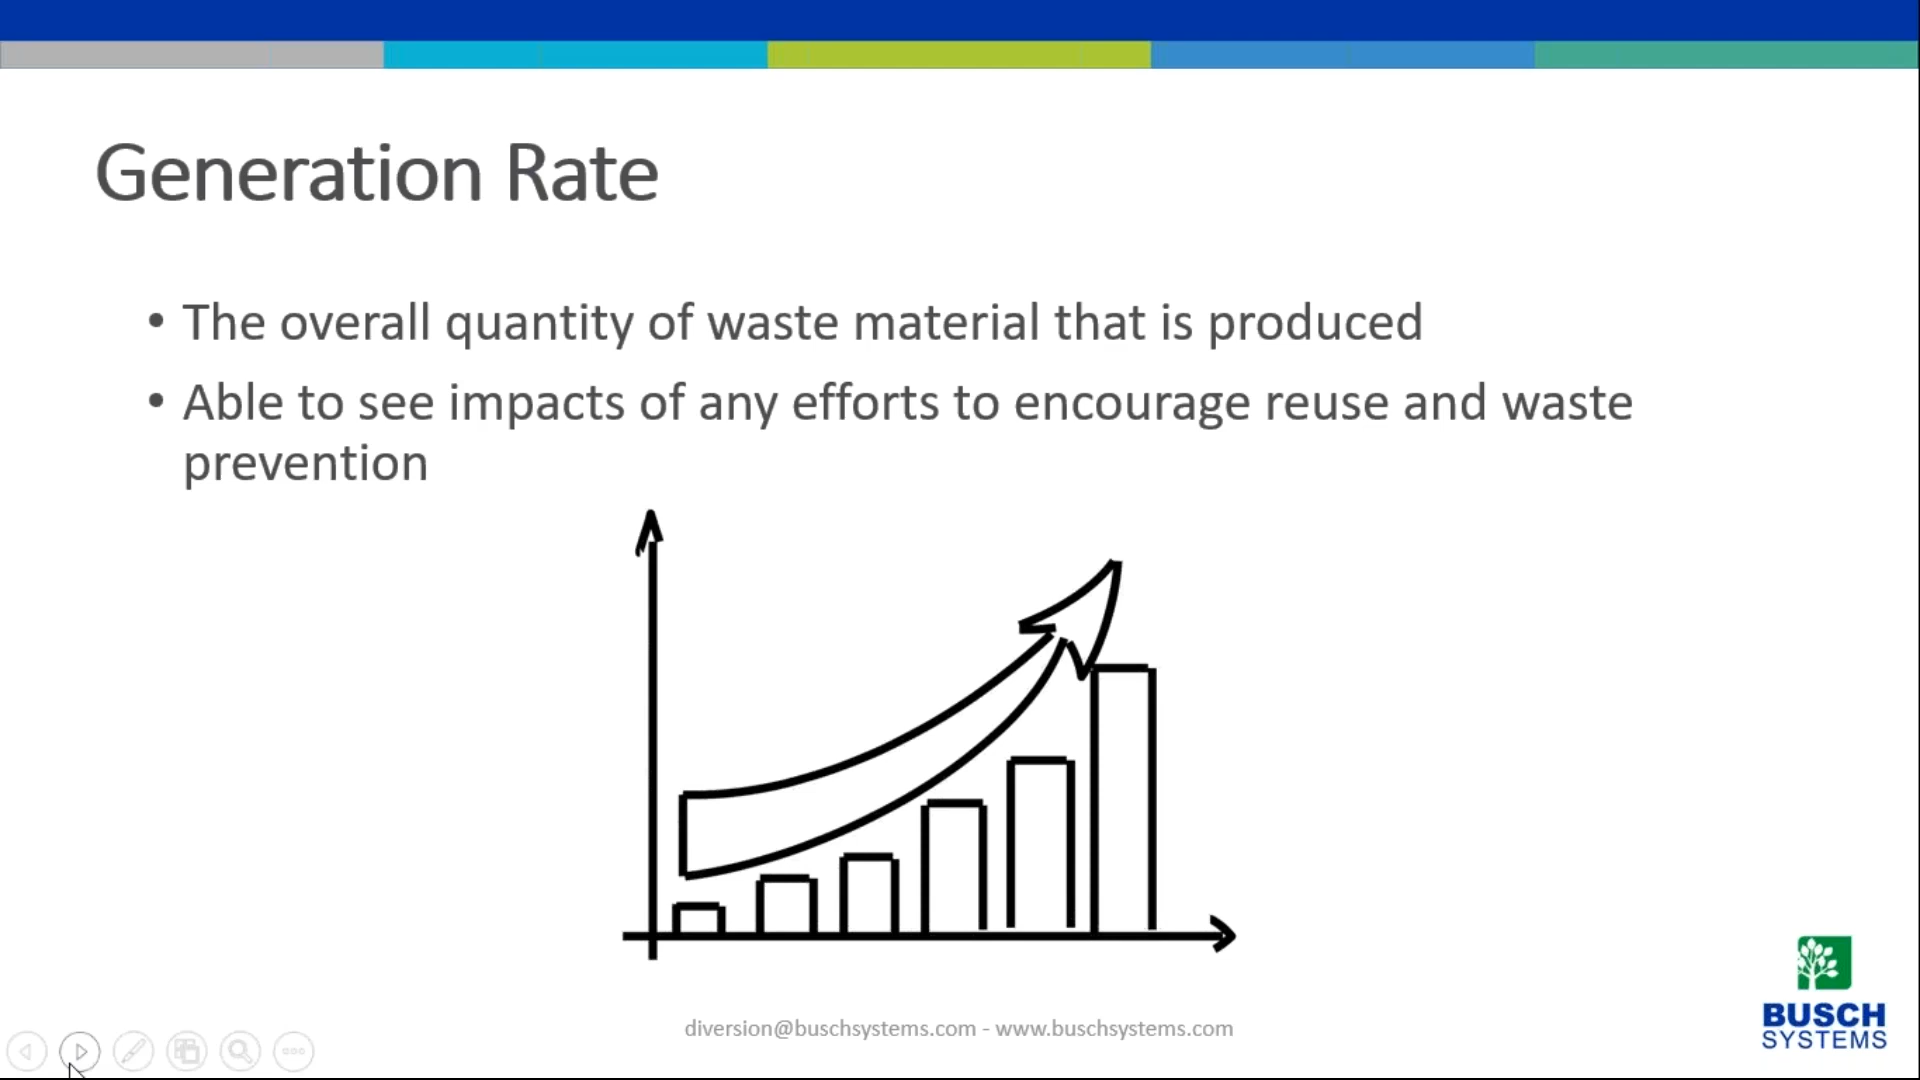 Generation Rate
• The overall quantity of waste material that is produced
• Able to see impacts of any efforts to encourage reuse and waste
prevention
diversion@buschsystems.com - www.buschsystems.com
BUSCH
SYSTEMS